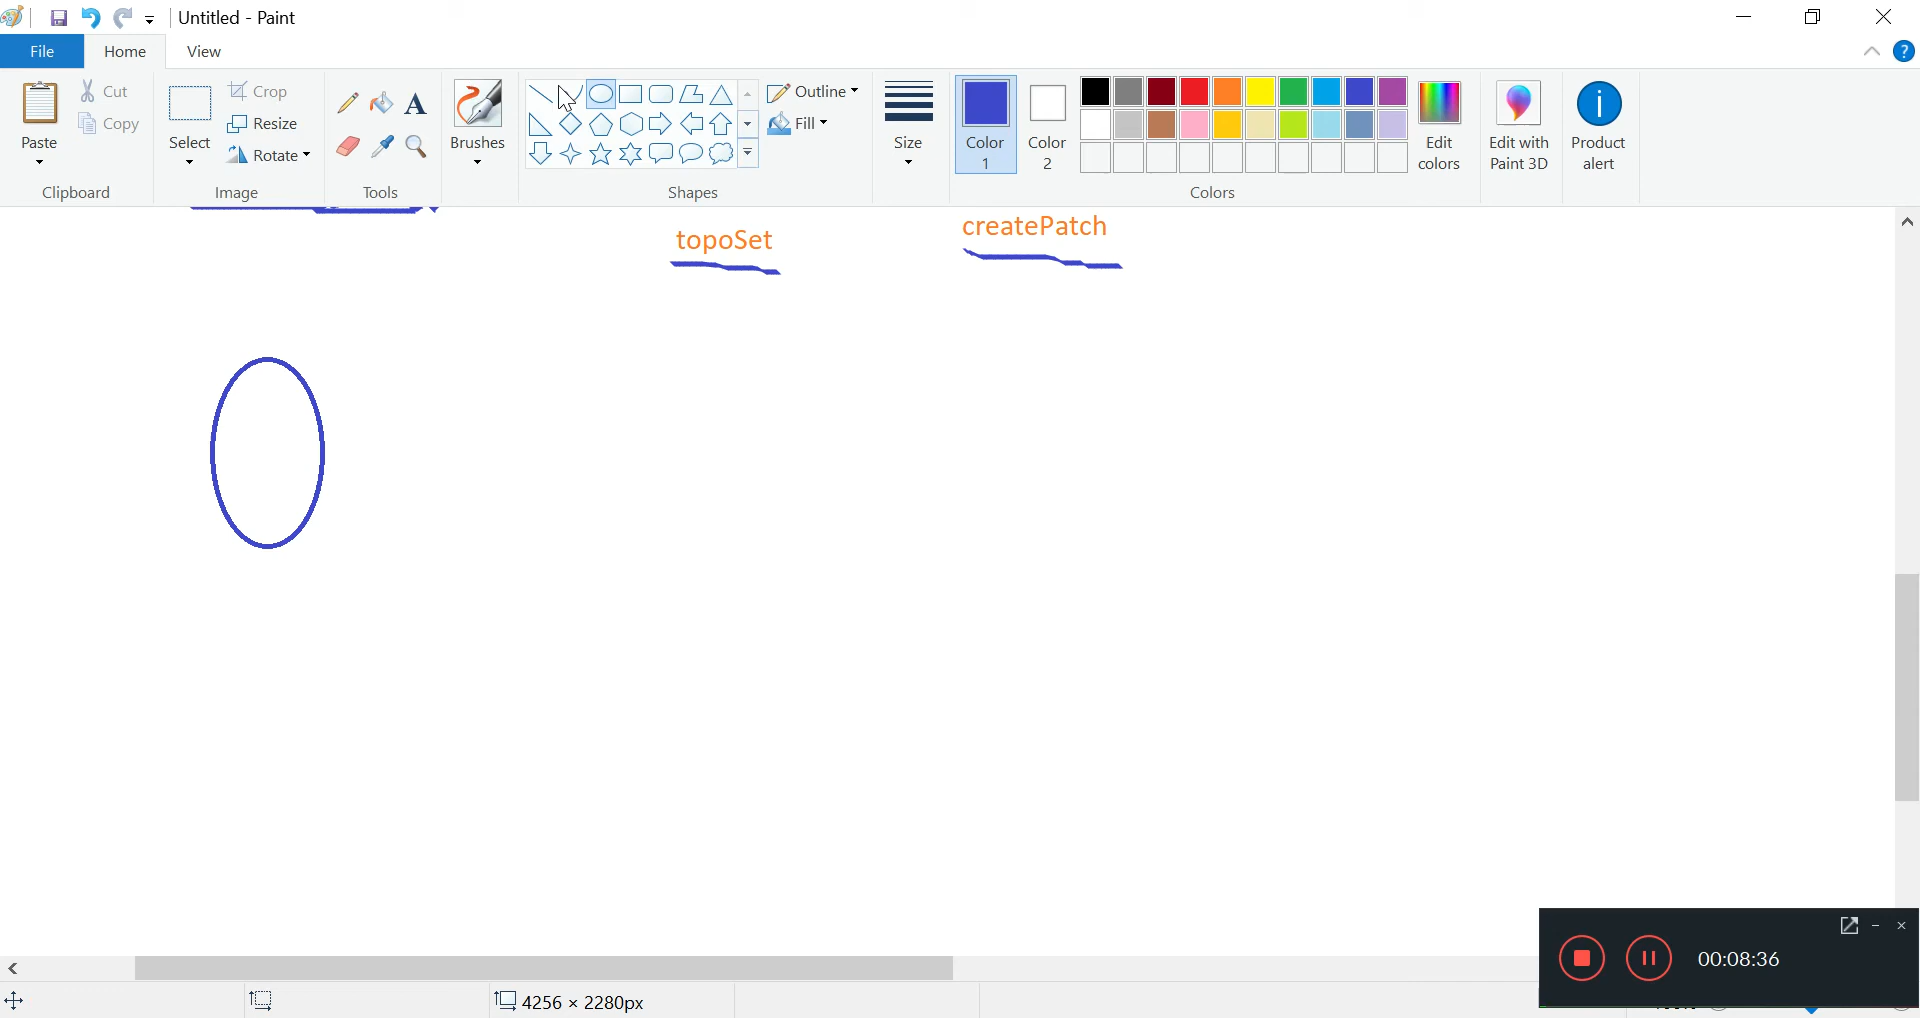 Untitled - Paint
File Home View
Cut
Copy
Paste
Clipboard
Crop
Resize
Rotate
Select
Image
Tools
Brushes
Shapes
Outline
Fill
Size
Color 1
Color 2
Colors
Edit colors
Edit with Paint 3D
Product alert
topoSet
createPatch
00:08:36
4256 × 2280px